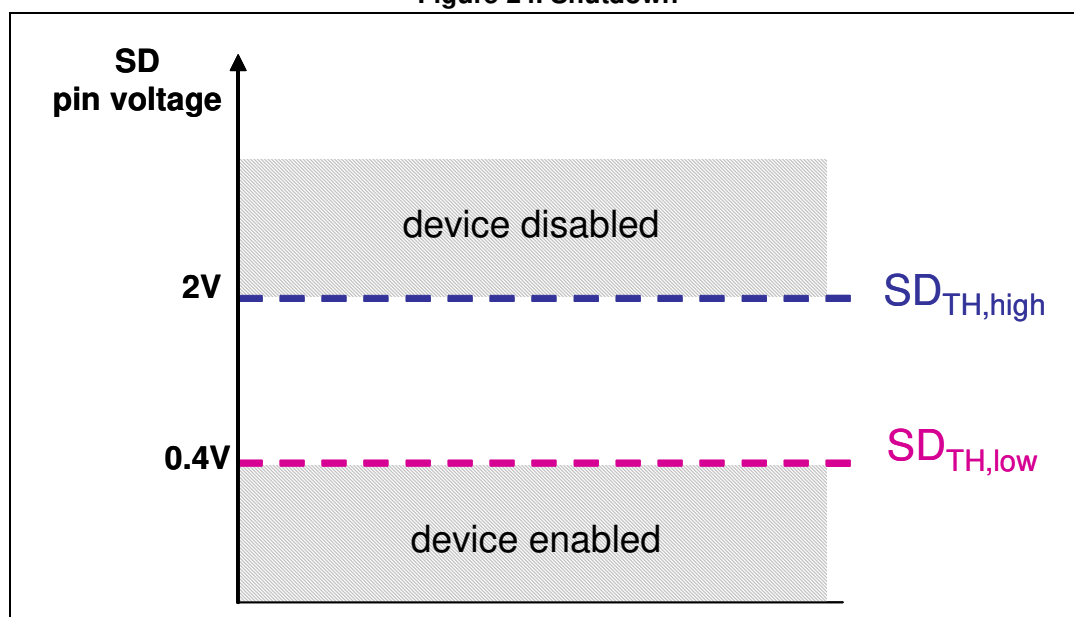 SD
pin voltage
device disabled
2V
SDTH,high
0.4V
SDTH,low
device enabled